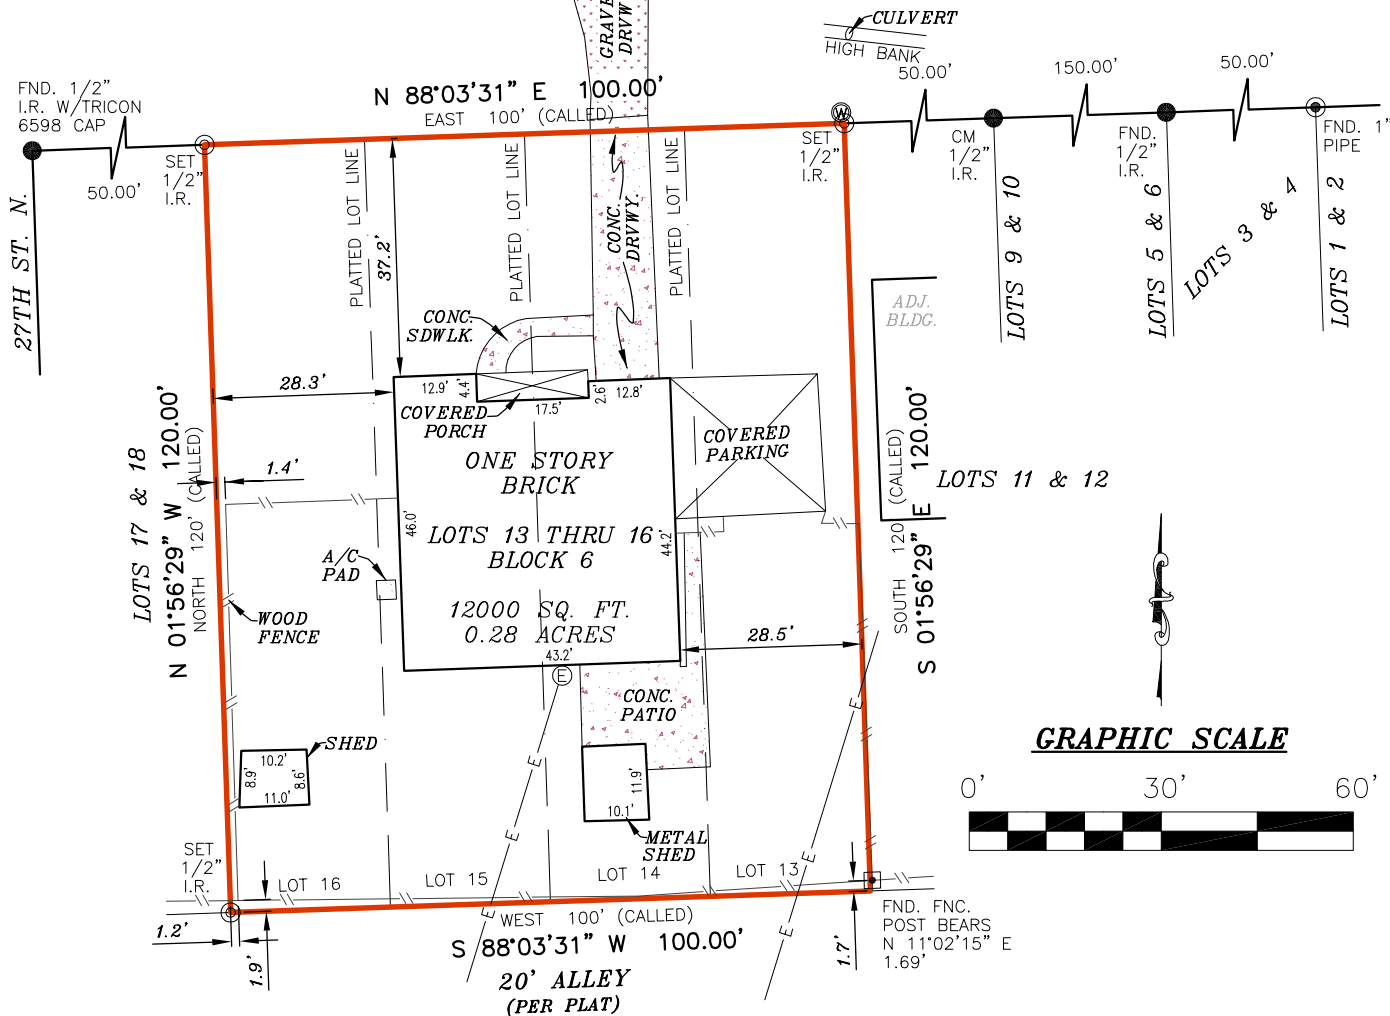 GRAVE
DRVW
CULVERT
HIGH BANK
FND. 1/2"
I.R. W/TRICON
6598 CAP
N 88°03'31" E 100.00'
EAST 100' (CALLED)
50.00'
150.00'
50.00'
50.00'
SET
1/2"
I.R.
W
SET
1/2"
I.R.
CM
1/2"
I.R.
FND.
1/2"
I.R.
FND. 1"
PIPE
27TH ST. N.
PLATTED LOT LINE
37.2'
PLATTED LOT LINE
CONC.
DRVWY.
PLATTED LOT LINE
LOTS 9 & 10
LOTS 5 & 6
LOTS 3 & 4
LOTS 1 & 2
ADJ.
BLDG.
CONC.
SDWLK.
28.3'
12.9'
4.4'
17.5'
2.6'
12.8'
COVERED
PORCH
COVERED
PARKING
ONE STORY
BRICK
1.4'
LOTS 17 & 18
N 01°56'29" W 120.00'
NORTH 120' (CALLED)
LOTS 11 & 12
SOUTH 120' (CALLED)
S 01°56'29" E 120.00'
46.0'
LOTS 13 THRU 16
BLOCK 6
44.2'
A/C
PAD
12000 SQ. FT.
0.28 ACRES
43.2'
WOOD
FENCE
28.5'
E
CONC.
PATIO
SHED
10.2'
8.9'
8.6'
11.0'
11.9'
10.1'
METAL
SHED
E
E
E
E
E
E
GRAPHIC SCALE
0' 30' 60'
SET
1/2"
I.R.
LOT 16
LOT 15
LOT 14
LOT 13
WEST 100' (CALLED)
S 88°03'31" W 100.00'
1.2'
1.9'
1.7'
FND. FNC.
POST BEARS
N 11°02'15" E
1.69'
20' ALLEY
(PER PLAT)